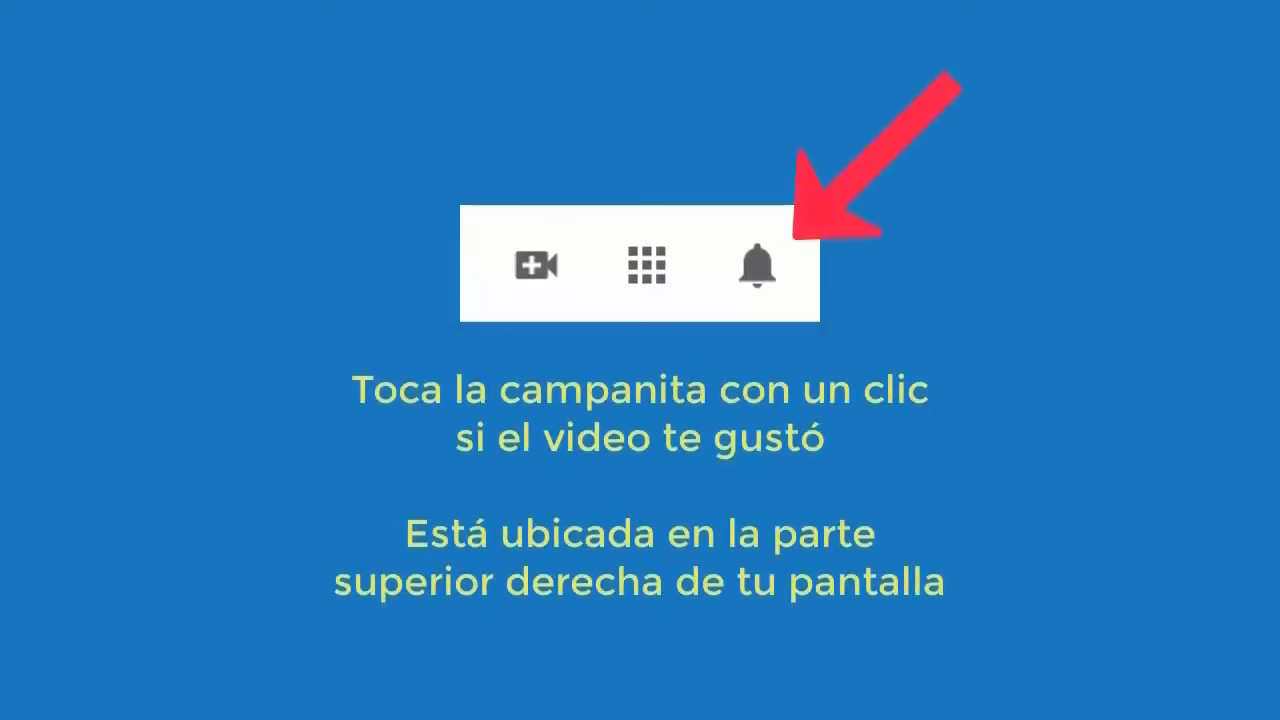 Toca la campanita con un clic
si el video te gustó
Está ubicada en la parte
superior derecha de tu pantalla